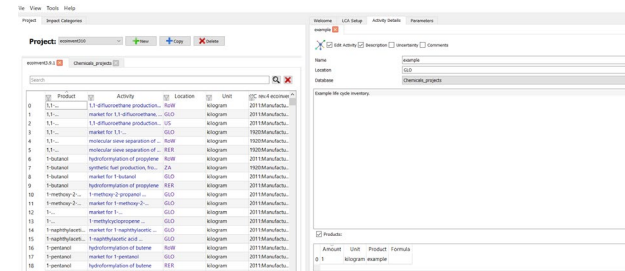 ile View Tools Help
Project Impact Categories
Project: ecoinvent3.9 New Copy Delete
ecoinvent3.9.1 Chemicals_projects
Search
Product Activity Location Unit ISIC rev.4 ecoinven
0 1,1-... 1,1-difluoroethane production... RoW kilogram 2011:Manufactu...
1 1,1-... market for 1,1-difluoroethane, ... GLO kilogram 2011:Manufactu...
2 1,1-... 1,1-difluoroethane production... US kilogram 2011:Manufactu...
3 1,1-... market for 1,1-... GLO kilogram 1920:Manufactu...
4 1,1-... molecular sieve separation of ... RoW kilogram 1920:Manufactu...
5 1,1-... molecular sieve separation of ... RER kilogram 1920:Manufactu...
6 1-butanol hydroformylation of propylene RoW kilogram 2011:Manufactu...
7 1-butanol synthetic fuel production, fro... ZA kilogram 1920:Manufactu...
8 1-butanol market for 1-butanol GLO kilogram 2011:Manufactu...
9 1-butanol hydroformylation of propylene RER kilogram 2011:Manufactu...
10 1-methoxy-2-... 1-methoxy-2-propanol ... GLO kilogram 2011:Manufactu...
11 1-methoxy-2-... market for 1-methoxy-2-... GLO kilogram 2011:Manufactu...
12 1-... market for 1-... GLO kilogram 2011:Manufactu...
13 1-... 1-methylcyclopropene ... GLO kilogram 2011:Manufactu...
14 1-naphthylaceti... market for 1-naphthylacetic ... GLO kilogram 2011:Manufactu...
15 1-naphthylaceti... 1-naphthylacetic acid ... GLO kilogram 2011:Manufactu...
16 1-pentanol hydroformylation of butene RoW kilogram 2011:Manufactu...
17 1-pentanol market for 1-pentanol GLO kilogram 2011:Manufactu...
18 1-pentanol hydroformylation of butene RER kilogram 2011:Manufactu...
Welcome LCA Setup Activity Details Parameters
example
Edit Activity Description Uncertainty Comments
Name example
Location GLO
Database Chemicals_projects
Example life cycle inventory.
Products:
Amount Unit Product Formula
0 1 kilogram example